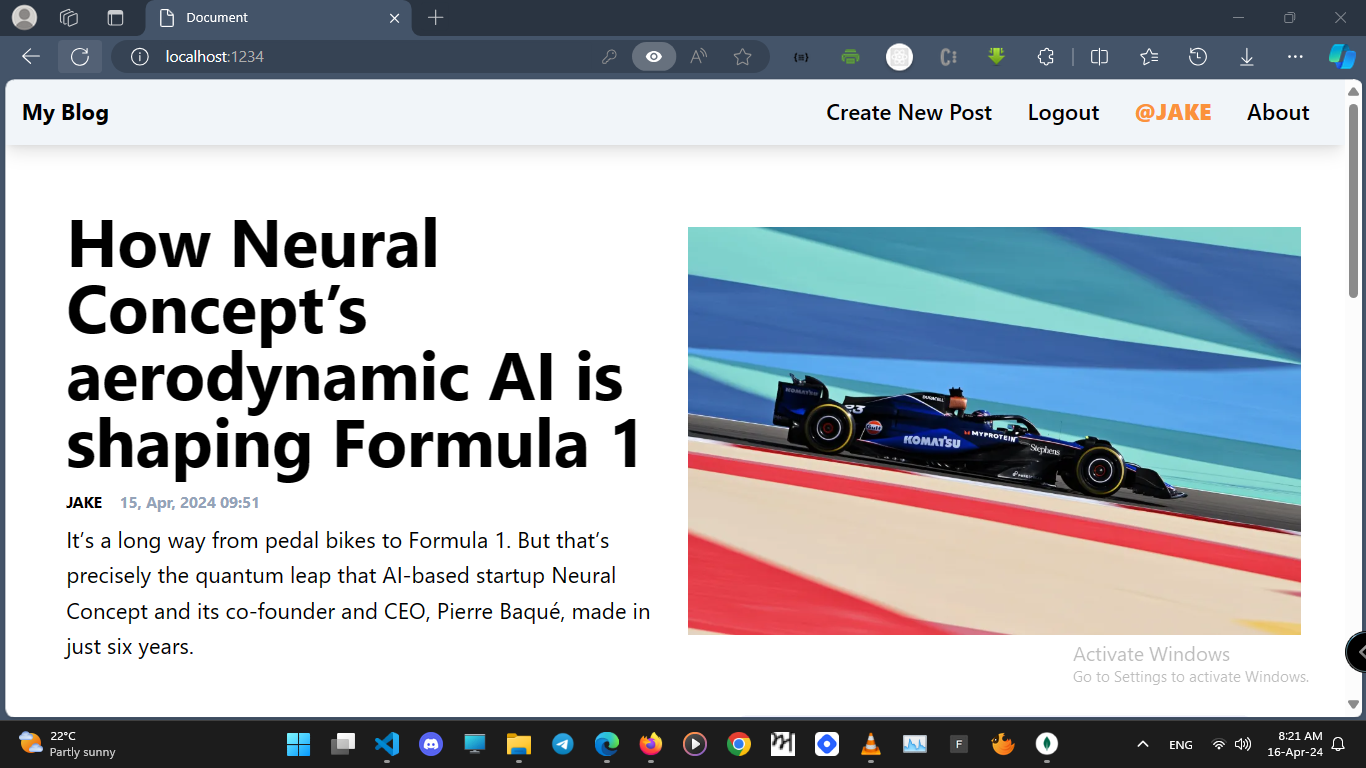 Document
localhost:1234
My Blog
Create New Post
Logout
@JAKE
About
How Neural
Concept’s
aerodynamic AI is
shaping Formula 1
JAKE
15, Apr, 2024 09:51
It’s a long way from pedal bikes to Formula 1. But that’s
precisely the quantum leap that AI-based startup Neural
Concept and its co-founder and CEO, Pierre Baqué, made in
just six years.
KOMATSU
DURACELL
23
Gulf
KOMATSU
MYPROTEIN
Stephens
Activate Windows
Go to Settings to activate Windows.
22°C
Partly sunny
F
ENG
8:21 AM
16-Apr-24